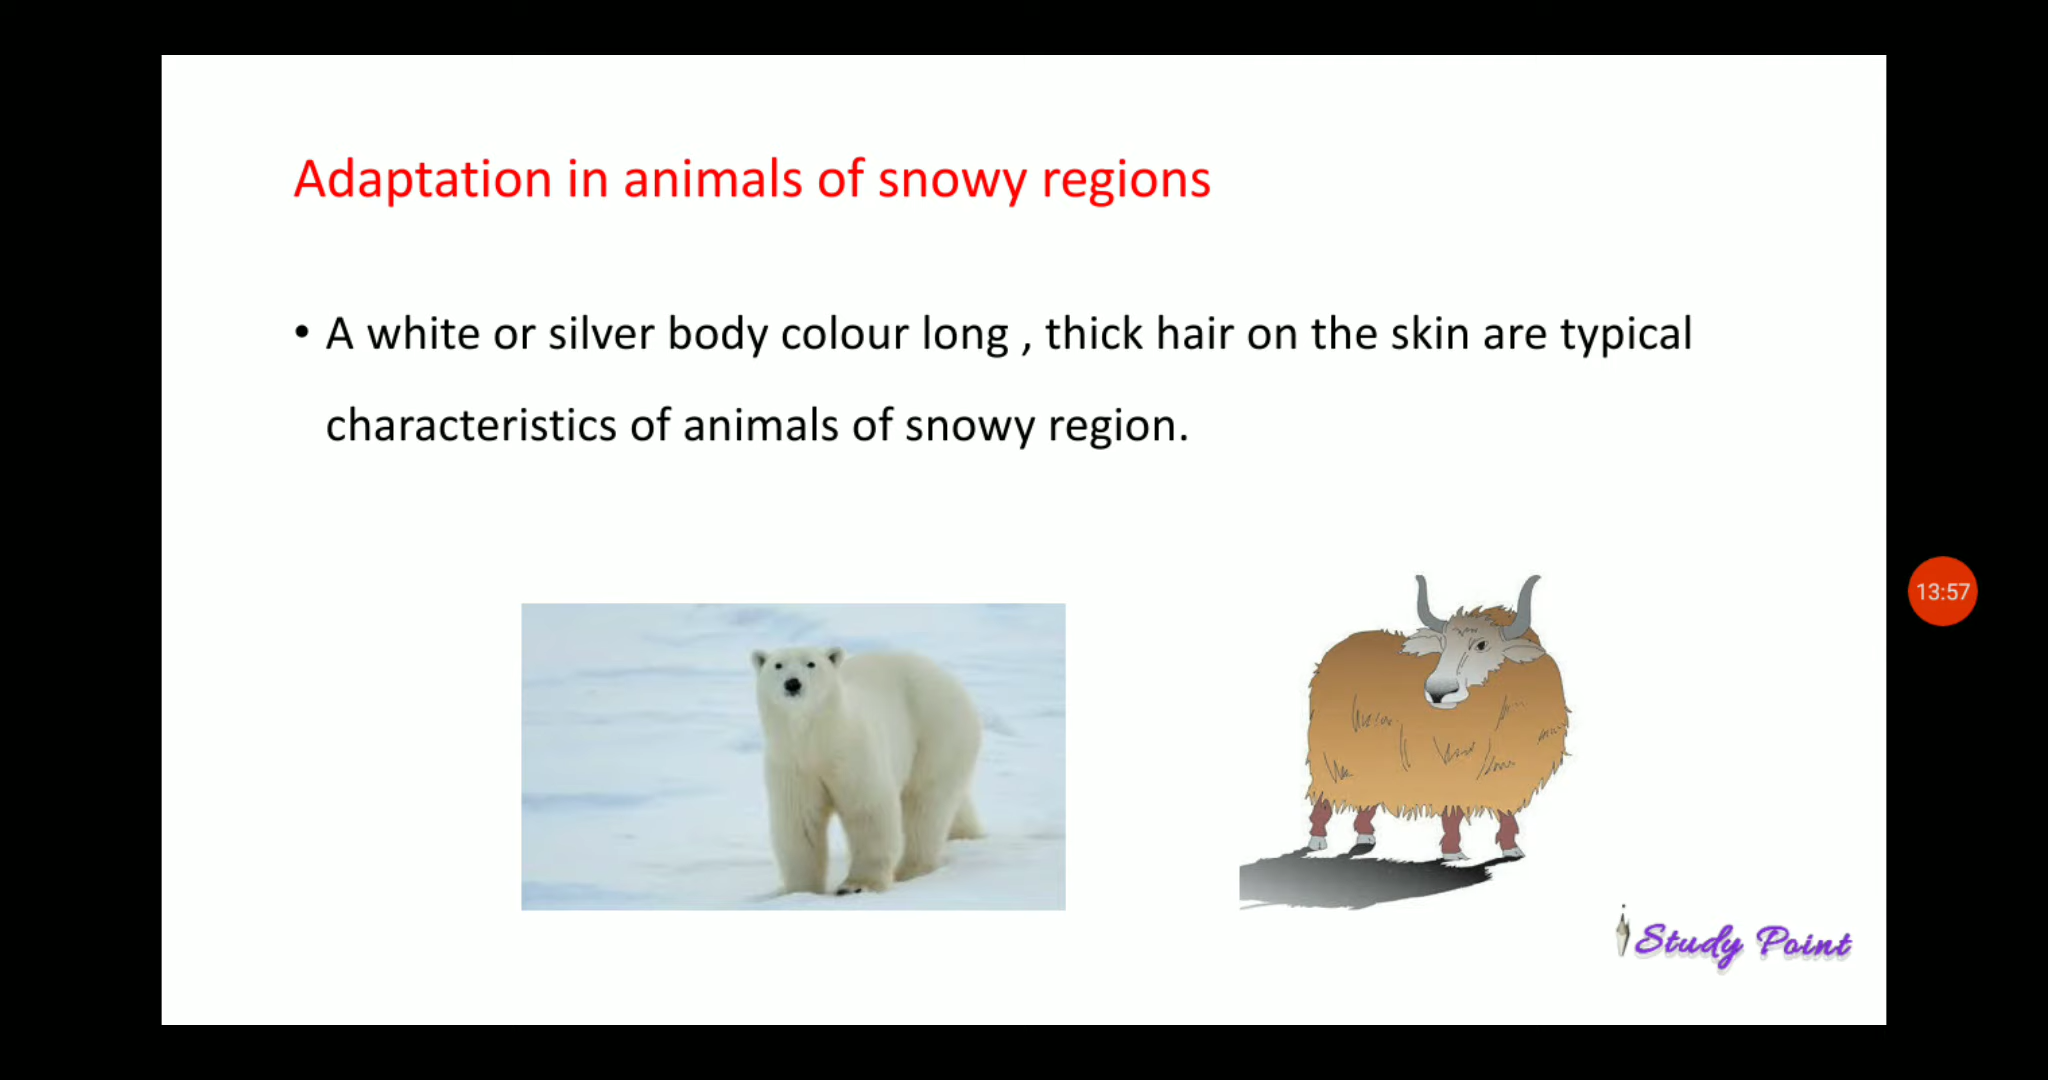 Adaptation in animals of snowy regions
• A white or silver body colour long , thick hair on the skin are typical
characteristics of animals of snowy region.
13:57
Study Point